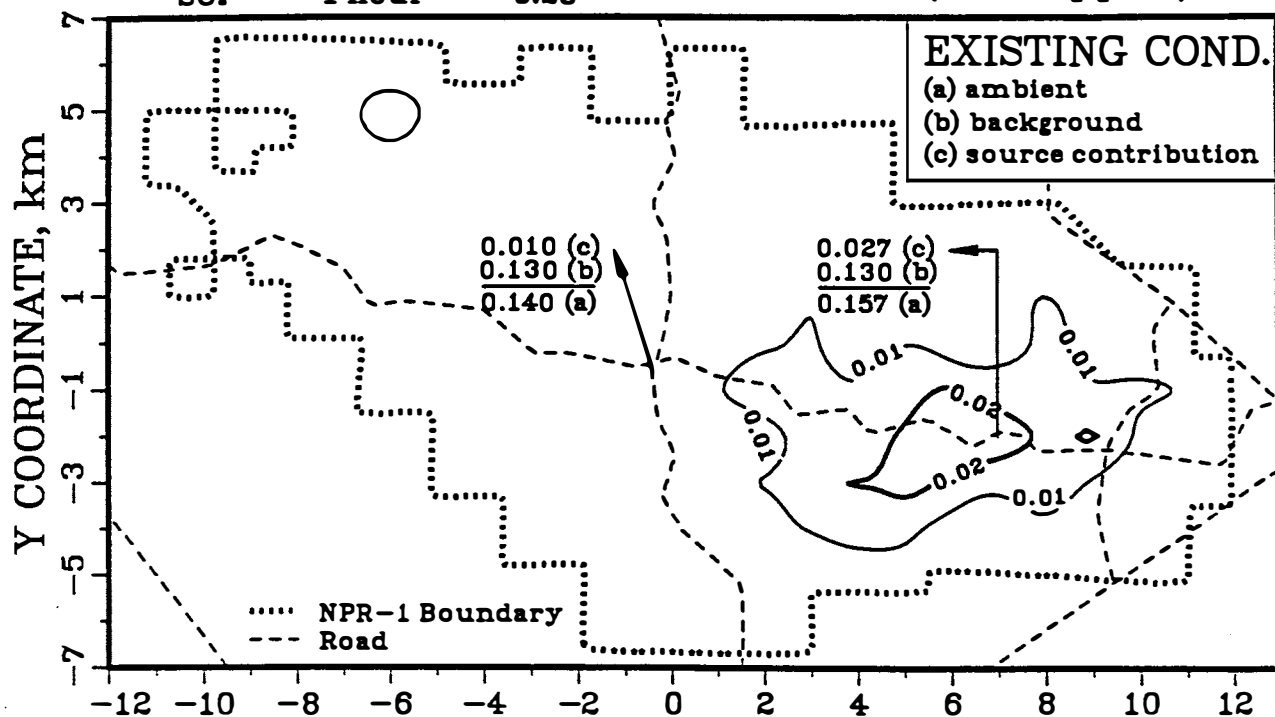 7
5
3
1
-1
-3
-5
-7
Y COORDINATE, km
EXISTING COND.
(a) ambient
(b) background
(c) source contribution
0.010 (c)
0.130 (b)
0.140 (a)
0.027 (c)
0.130 (b)
0.157 (a)
0.01
0.01
0.02
0.01
0.02
0.01
NPR-1 Boundary
Road
-12 -10 -8 -6 -4 -2 0 2 4 6 8 10 12